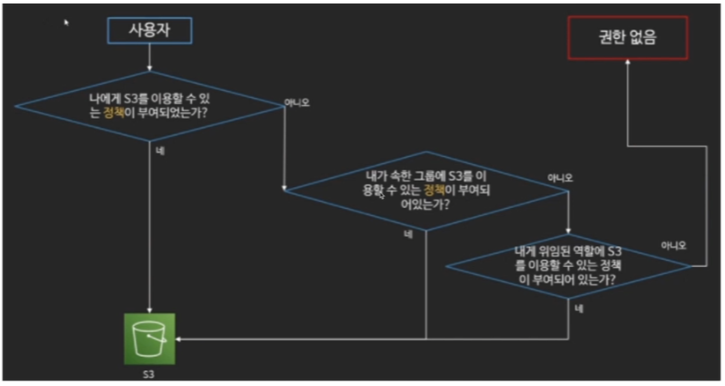 사용자
권한 없음
나에게 S3를 이용할 수 있
는 정책이 부여되었는가?
아니오
네
내가 속한 그룹에 S3를 이
용할 수 있는 정책이 부여되
어있는가?
아니오
네
내게 위임된 역할에 S3
를 이용할 수 있는 정책
이 부여되어 있는가?
아니오
네
S3